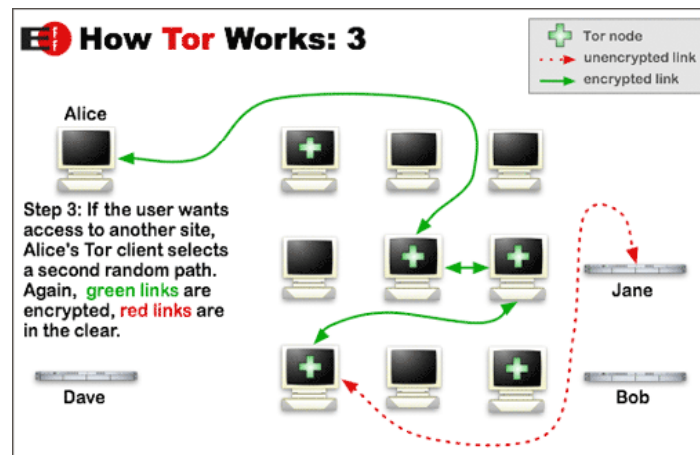 EFF How Tor Works: 3
Tor node
unencrypted link
encrypted link
Alice
Step 3: If the user wants
access to another site,
Alice's Tor client selects
a second random path.
Again, green links are
encrypted, red links are
in the clear.
Jane
Dave
Bob